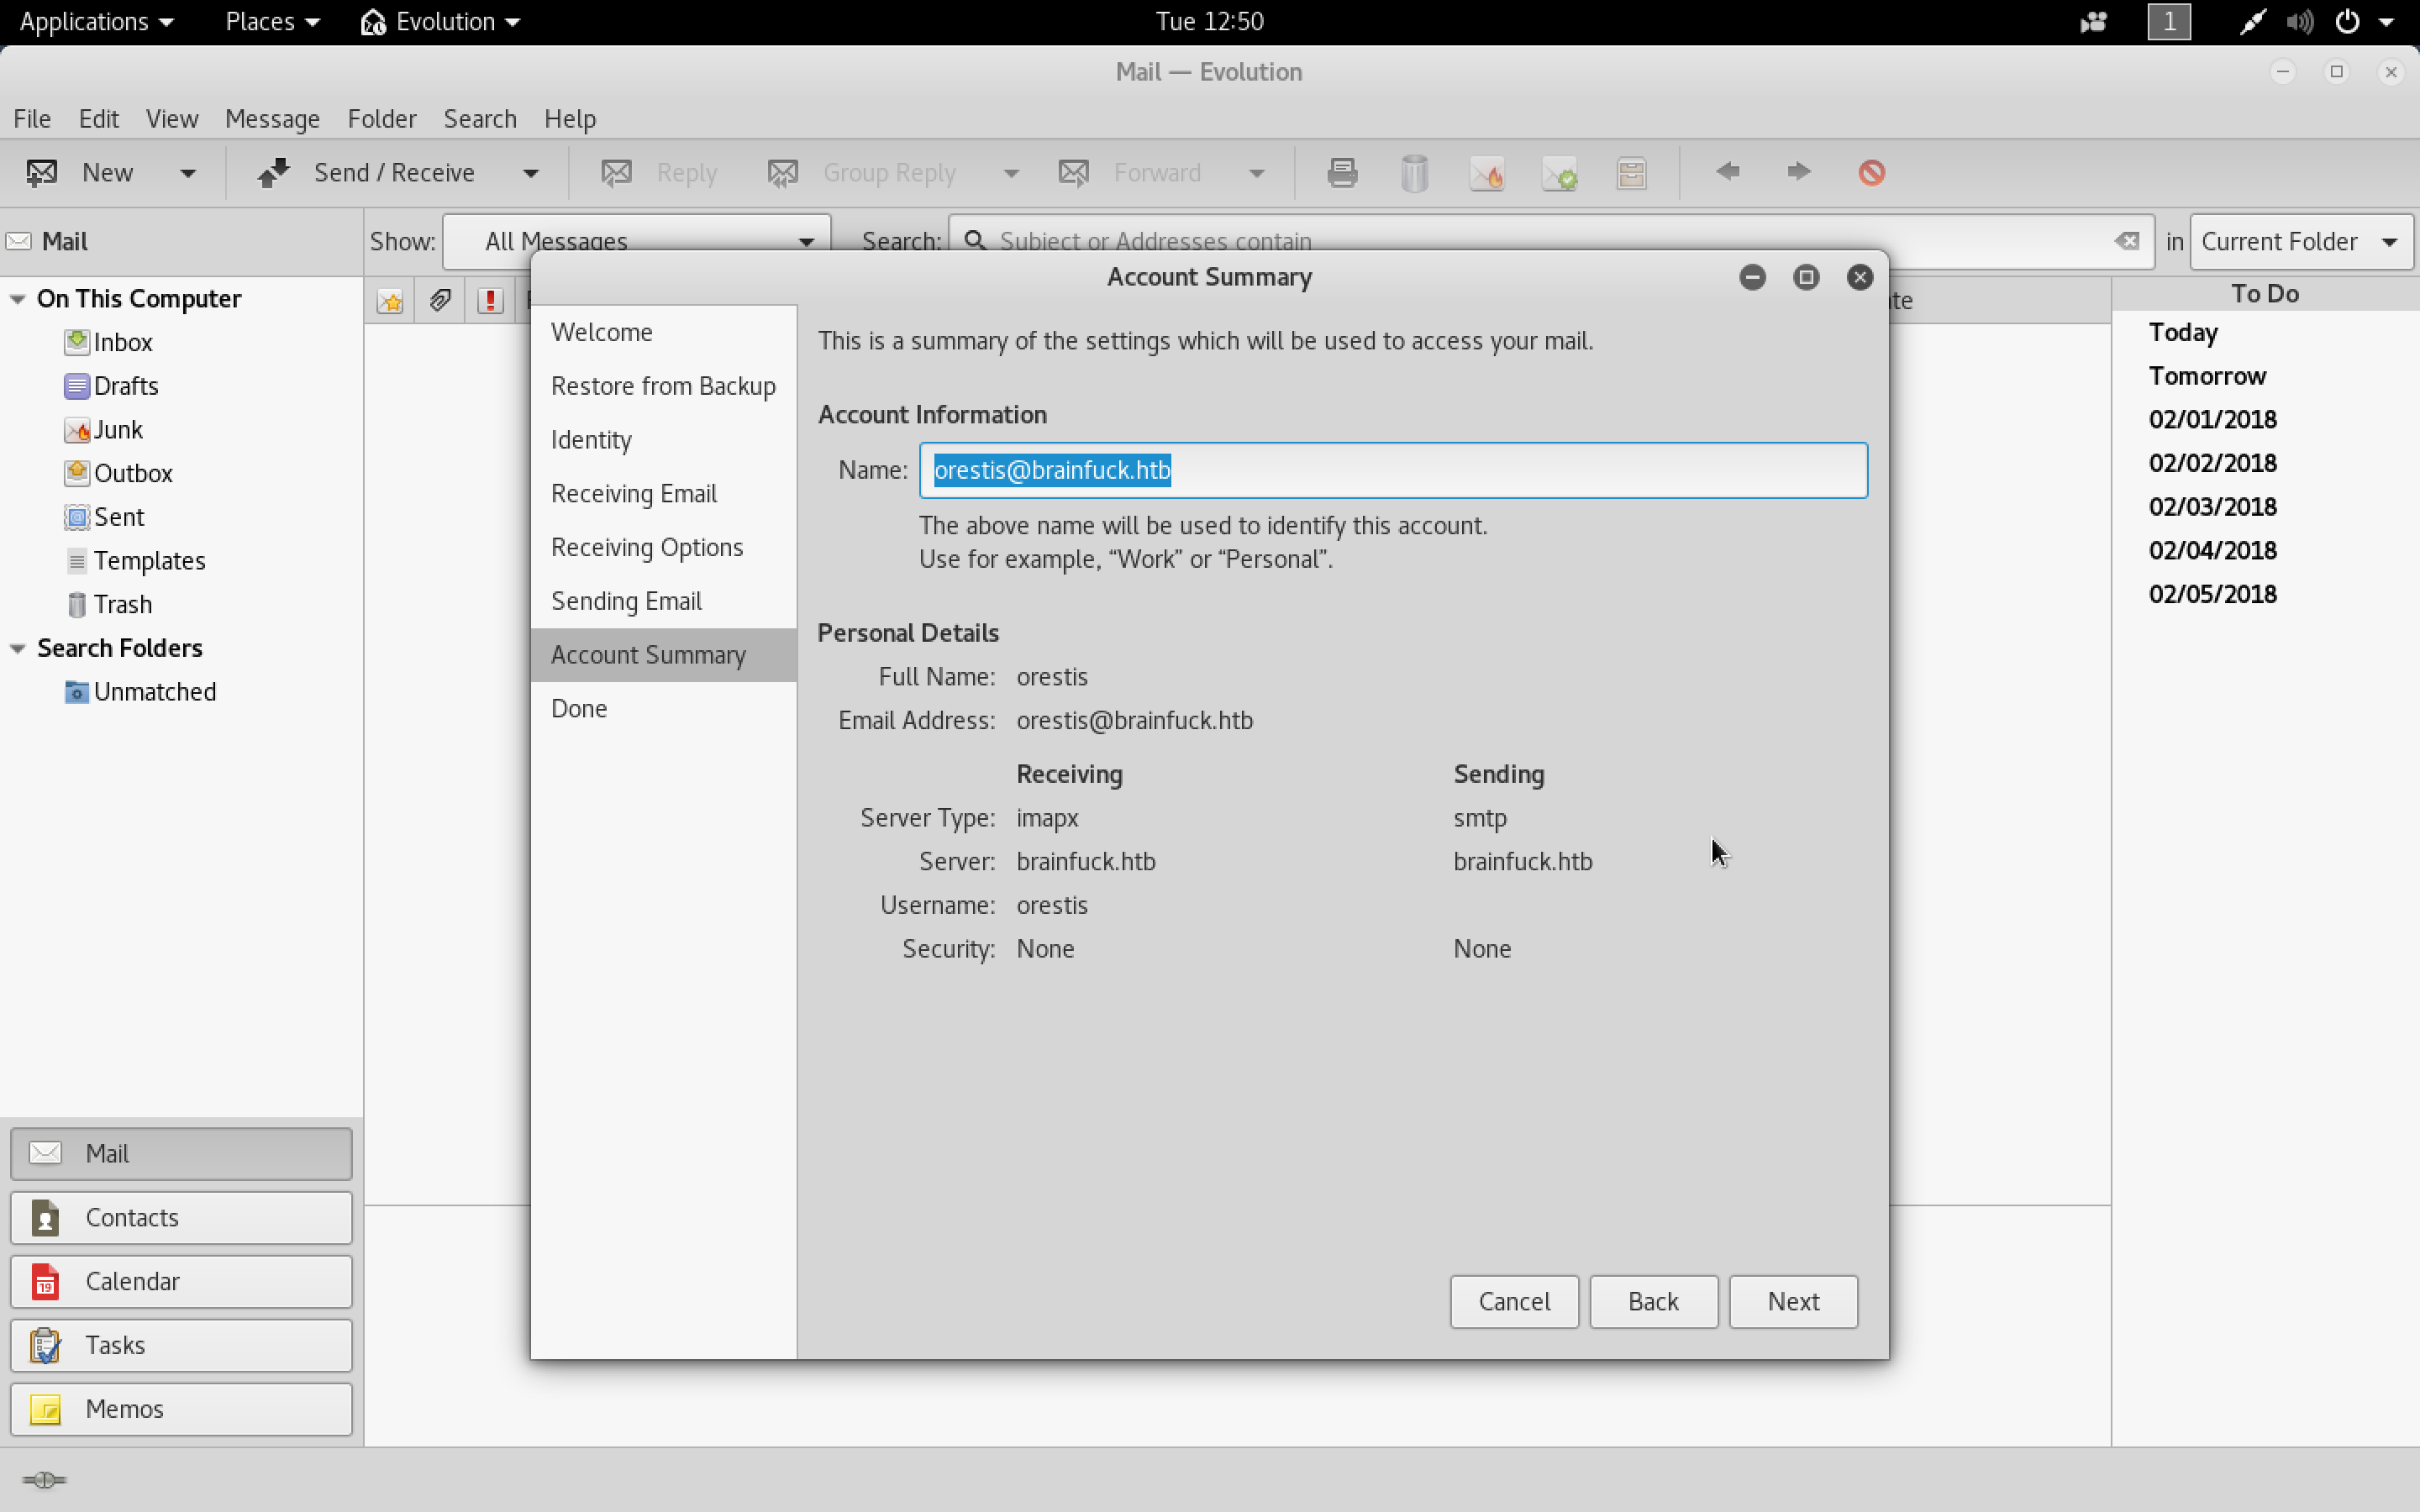 Applications Places Evolution Tue 12:50 1
Mail — Evolution
File Edit View Message Folder Search Help
New Send / Receive Reply Group Reply Forward
Mail Show: All Messages Search: Subject or Addresses contain in Current Folder
On This Computer
Inbox
Drafts
Junk
Outbox
Sent
Templates
Trash
Search Folders
Unmatched
Mail
Contacts
19 Calendar
Tasks
Memos
Account Summary
Welcome
Restore from Backup
Identity
Receiving Email
Receiving Options
Sending Email
Account Summary
Done
This is a summary of the settings which will be used to access your mail.
Account Information
Name: orestis@brainfuck.htb
The above name will be used to identify this account.
Use for example, “Work” or “Personal”.
Personal Details
Full Name: orestis
Email Address: orestis@brainfuck.htb
Receiving Sending
Server Type: imapx smtp
Server: brainfuck.htb brainfuck.htb
Username: orestis
Security: None None
Cancel Back Next
To Do
Today
Tomorrow
02/01/2018
02/02/2018
02/03/2018
02/04/2018
02/05/2018